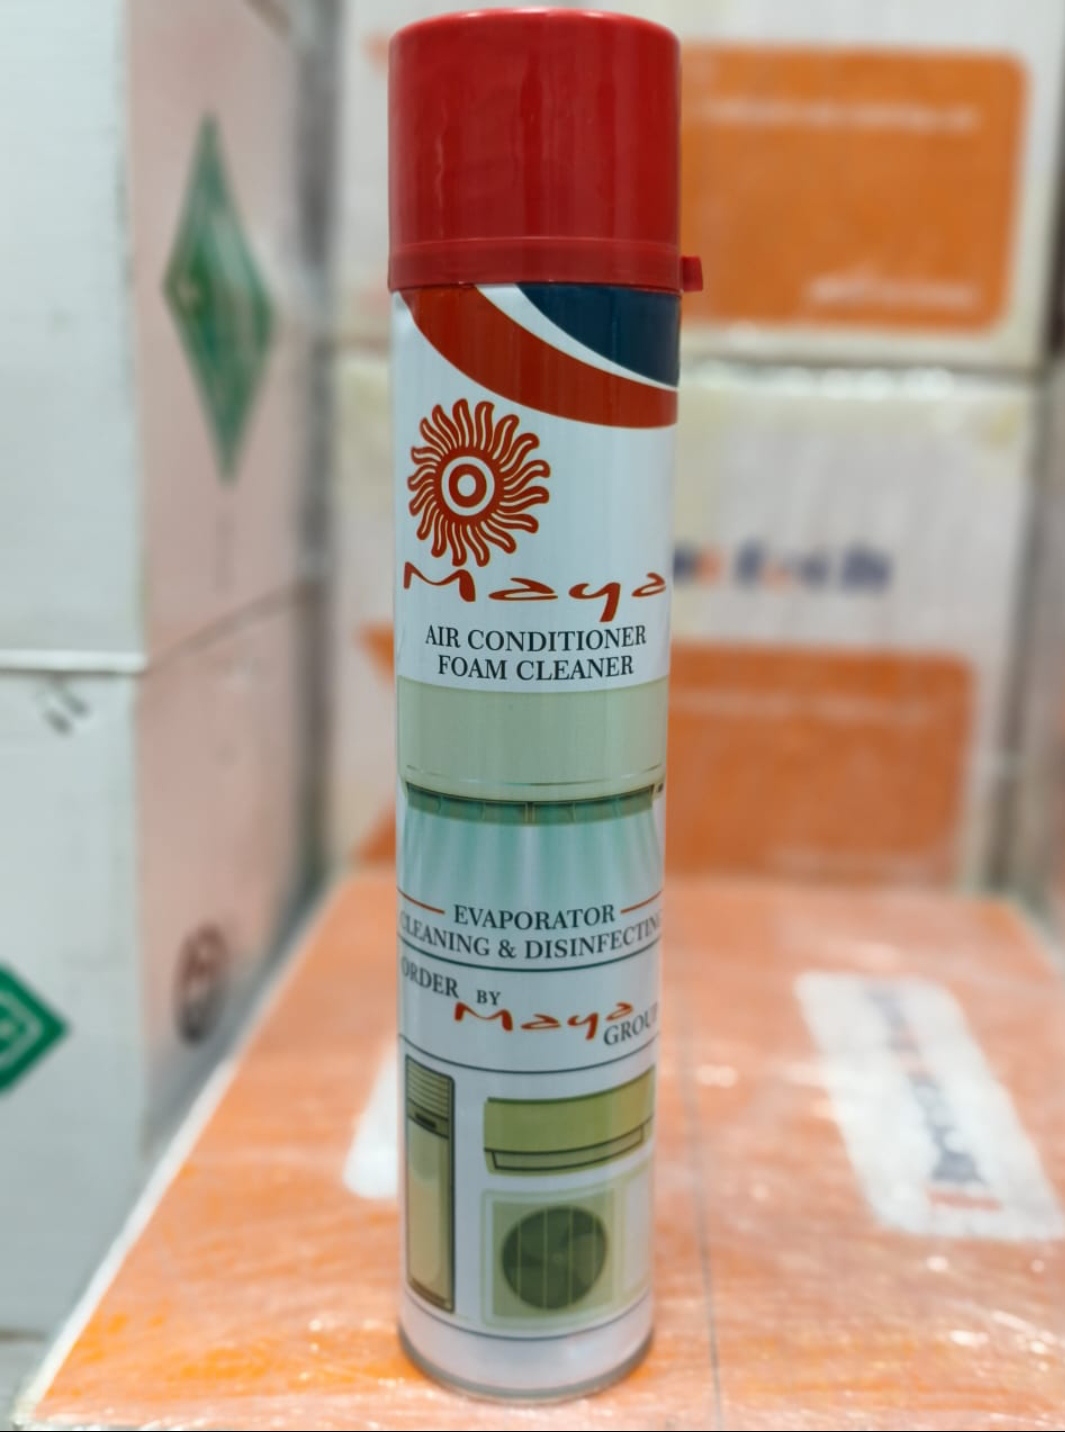 Maya
AIR CONDITIONER
FOAM CLEANER
EVAPORATOR
CLEANING & DISINFECTING
ORDER BY
Maya
GROUP